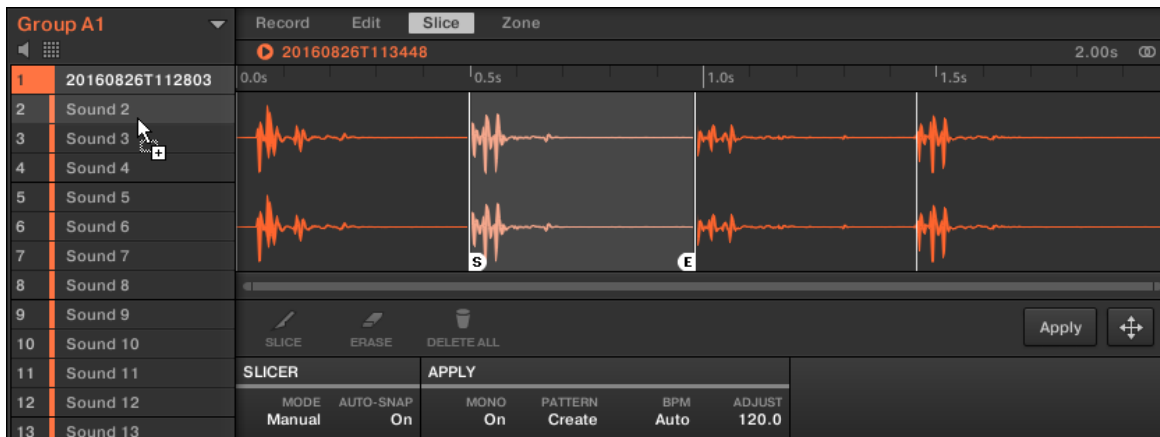 Group A1
Record Edit Slice Zone
20160826T113448 2.00s
1 20160826T112803
0.0s 0.5s 1.0s 1.5s
2 Sound 2
3 Sound 3
4 Sound 4
5 Sound 5
6 Sound 6
7 Sound 7
S E
8 Sound 8
9 Sound 9
10 Sound 10
SLICE ERASE DELETE ALL
Apply
11 Sound 11
SLICER APPLY
12 Sound 12
MODE AUTO-SNAP MONO PATTERN BPM ADJUST
Manual On On Create Auto 120.0
13 Sound 13